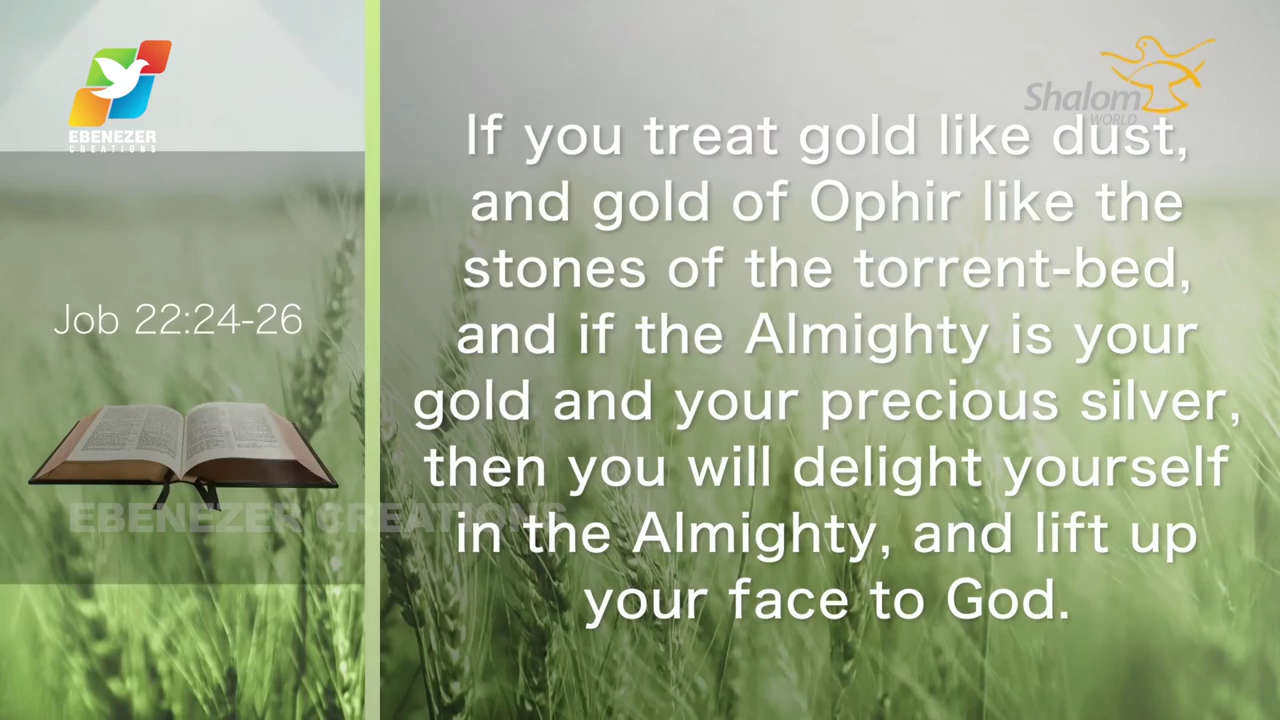 EBENEZER
CREATIONS
Shalom
WORLD
Job 22:24-26
If you treat gold like dust,
and gold of Ophir like the
stones of the torrent-bed,
and if the Almighty is your
gold and your precious silver,
then you will delight yourself
in the Almighty, and lift up
your face to God.
EBENEZER CREATIONS